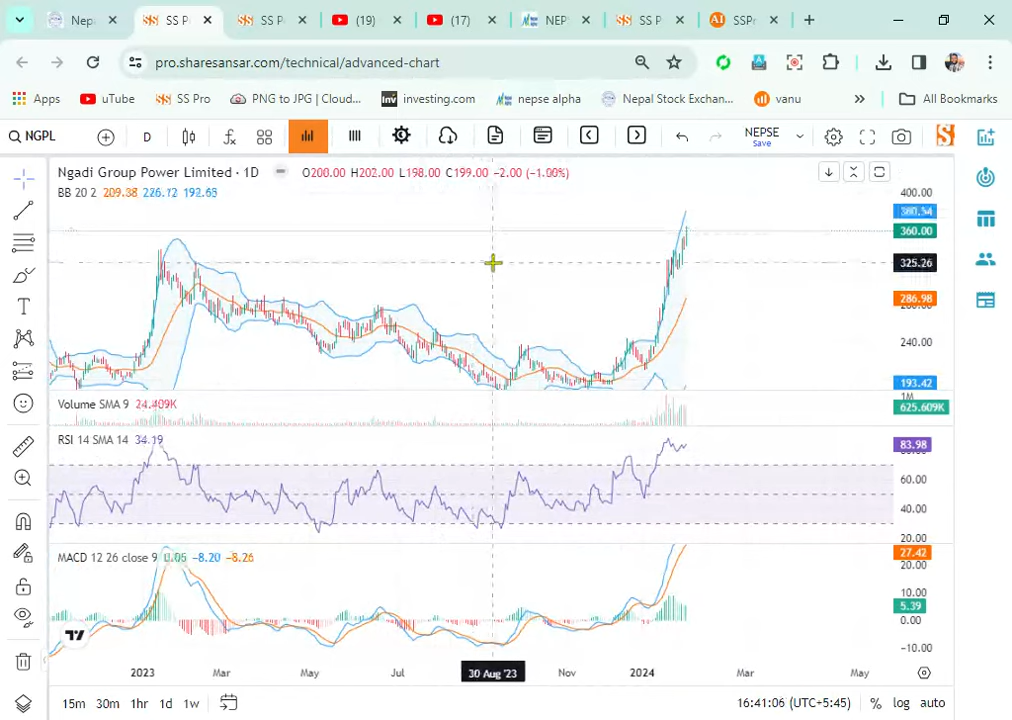 Nep
SS P
SS P
(19)
(17)
NEP
SS P
SSPr
pro.sharesansar.com/technical/advanced-chart
Apps
uTube
SS Pro
PNG to JPG | Cloud...
Inv investing.com
nepse alpha
Nepal Stock Exchan...
vanu
»
All Bookmarks
NGPL
D
NEPSE
Save
Ngadi Group Power Limited · 1D
O200.00 H202.00 L198.00 C199.00 −2.00 (−1.00%)
BB 20 2 209.38 226.12 192.63
400.00
380.54
360.00
325.26
286.98
240.00
193.42
Volume SMA 9 24.409K
1M
625.609K
RSI 14 SMA 14 34.19
83.98
60.00
40.00
20.00
MACD 12 26 close 9 0.05 −8.20 −8.26
27.42
20.00
5.39
0.00
−10.00
2023
Mar
May
Jul
30 Aug '23
Nov
2024
Mar
May
15m
30m
1hr
1d
1w
16:41:06 (UTC+5:45)
%
log
auto